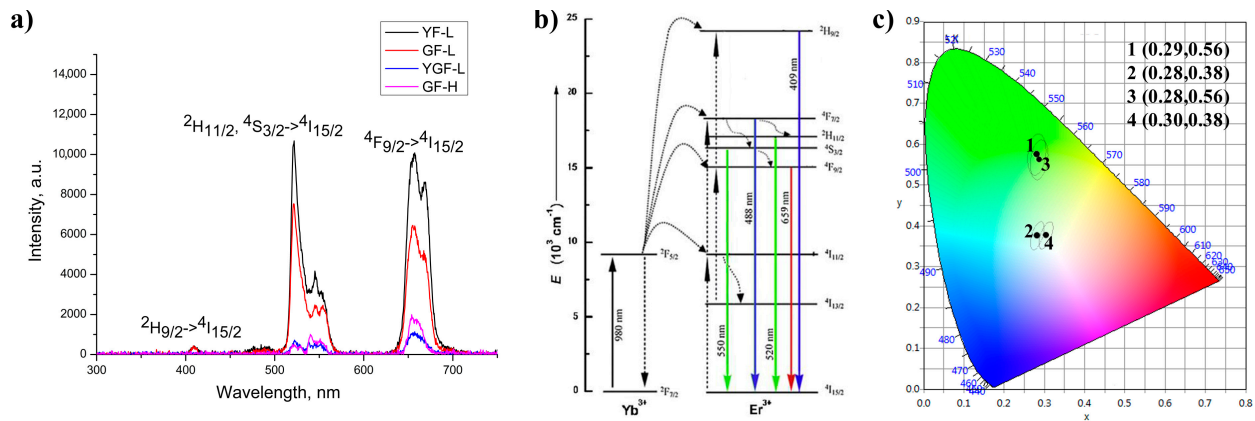 a)
YF-L
GF-L
YGF-L
GF-H
14,000
12,000
10,000
8000
6000
4000
2000
0
Intensity, a.u.
²H₁₁/₂, ⁴S₃/₂->⁴I₁₅/₂
⁴F₉/₂->⁴I₁₅/₂
²H₉/₂->⁴I₁₅/₂
300 400 500 600 700
Wavelength, nm
b)
25
20
15
10
5
0
E (10³ cm⁻¹)
980 nm
²F₅/₂
²F₇/₂
Yb³⁺
²H₉/₂
⁴F₇/₂
²H₁₁/₂
⁴S₃/₂
⁴F₉/₂
⁴I₁₁/₂
⁴I₁₃/₂
⁴I₁₅/₂
550 nm
488 nm
520 nm
659 nm
409 nm
Er³⁺
c)
1 (0.29,0.56)
2 (0.28,0.38)
3 (0.28,0.56)
4 (0.30,0.38)
0.9
0.8
0.7
0.6
0.5
0.4
0.3
0.2
0.1
0.0
y
530
540
550
560
570
580
590
600
610
620
630
650
510
500
490
480
470
460
1
3
2
4
0.0 0.1 0.2 0.3 0.4 0.5 0.6 0.7 0.8
x